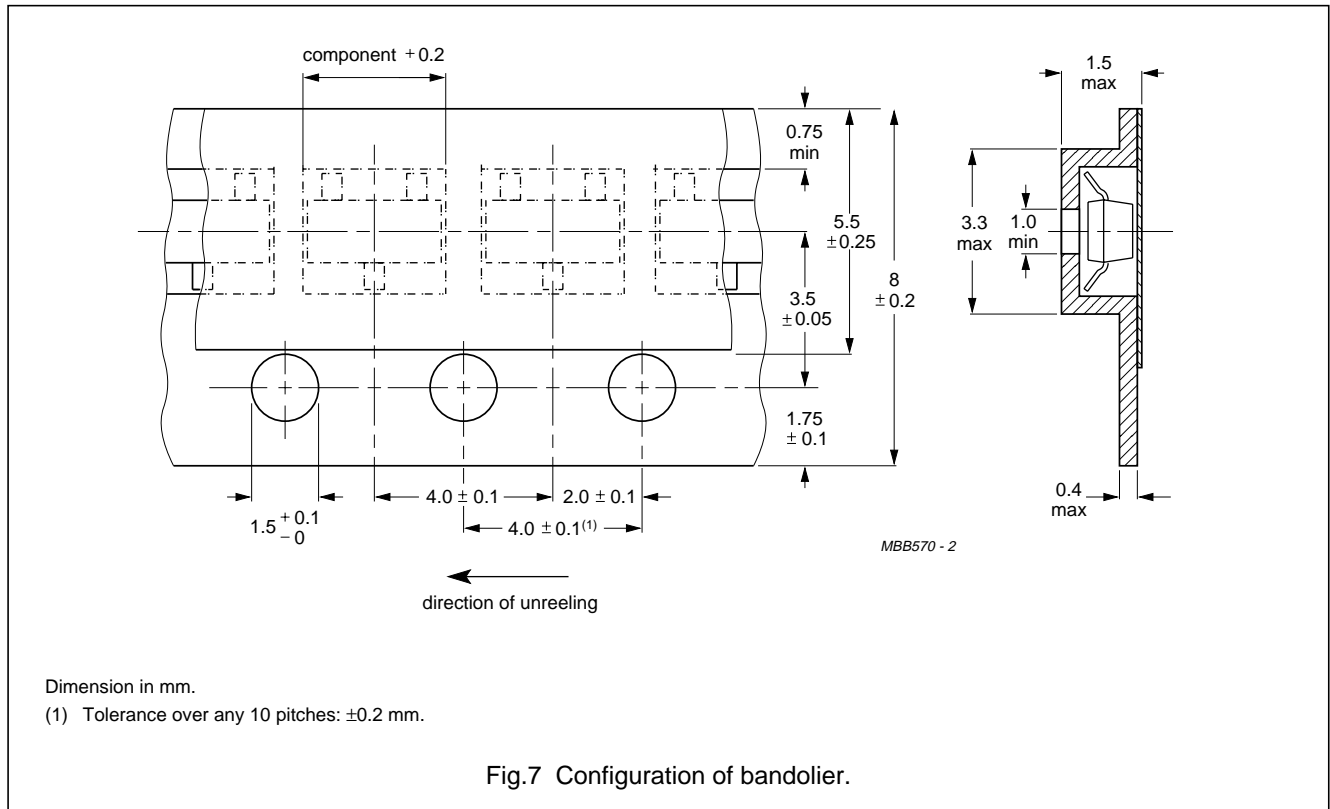 component +0.2
1.5
max
0.75
min
5.5
±0.25
3.3
max
1.0
min
8
±0.2
3.5
±0.05
1.75
± 0.1
4.0 ± 0.1
2.0 ± 0.1
0.4
max
1.5 +0.1
−0
4.0 ±0.1(1)
MBB570 - 2
direction of unreeling
Dimension in mm.
(1) Tolerance over any 10 pitches: ±0.2 mm.
Fig.7 Configuration of bandolier.